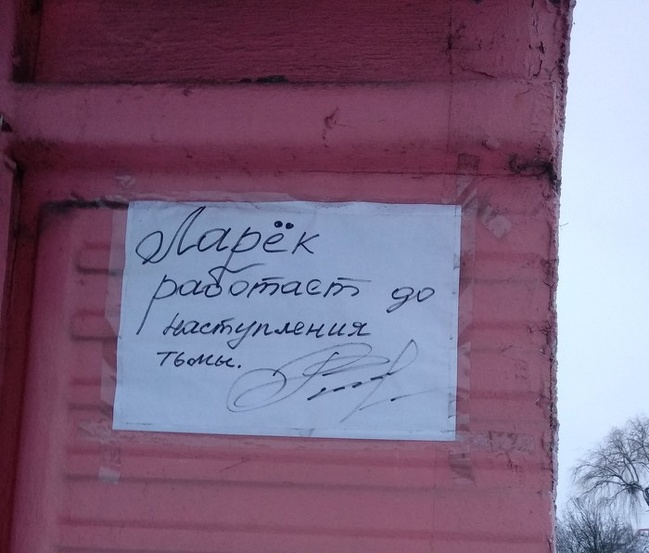 Ларёк
работает до
наступления
тьмы.